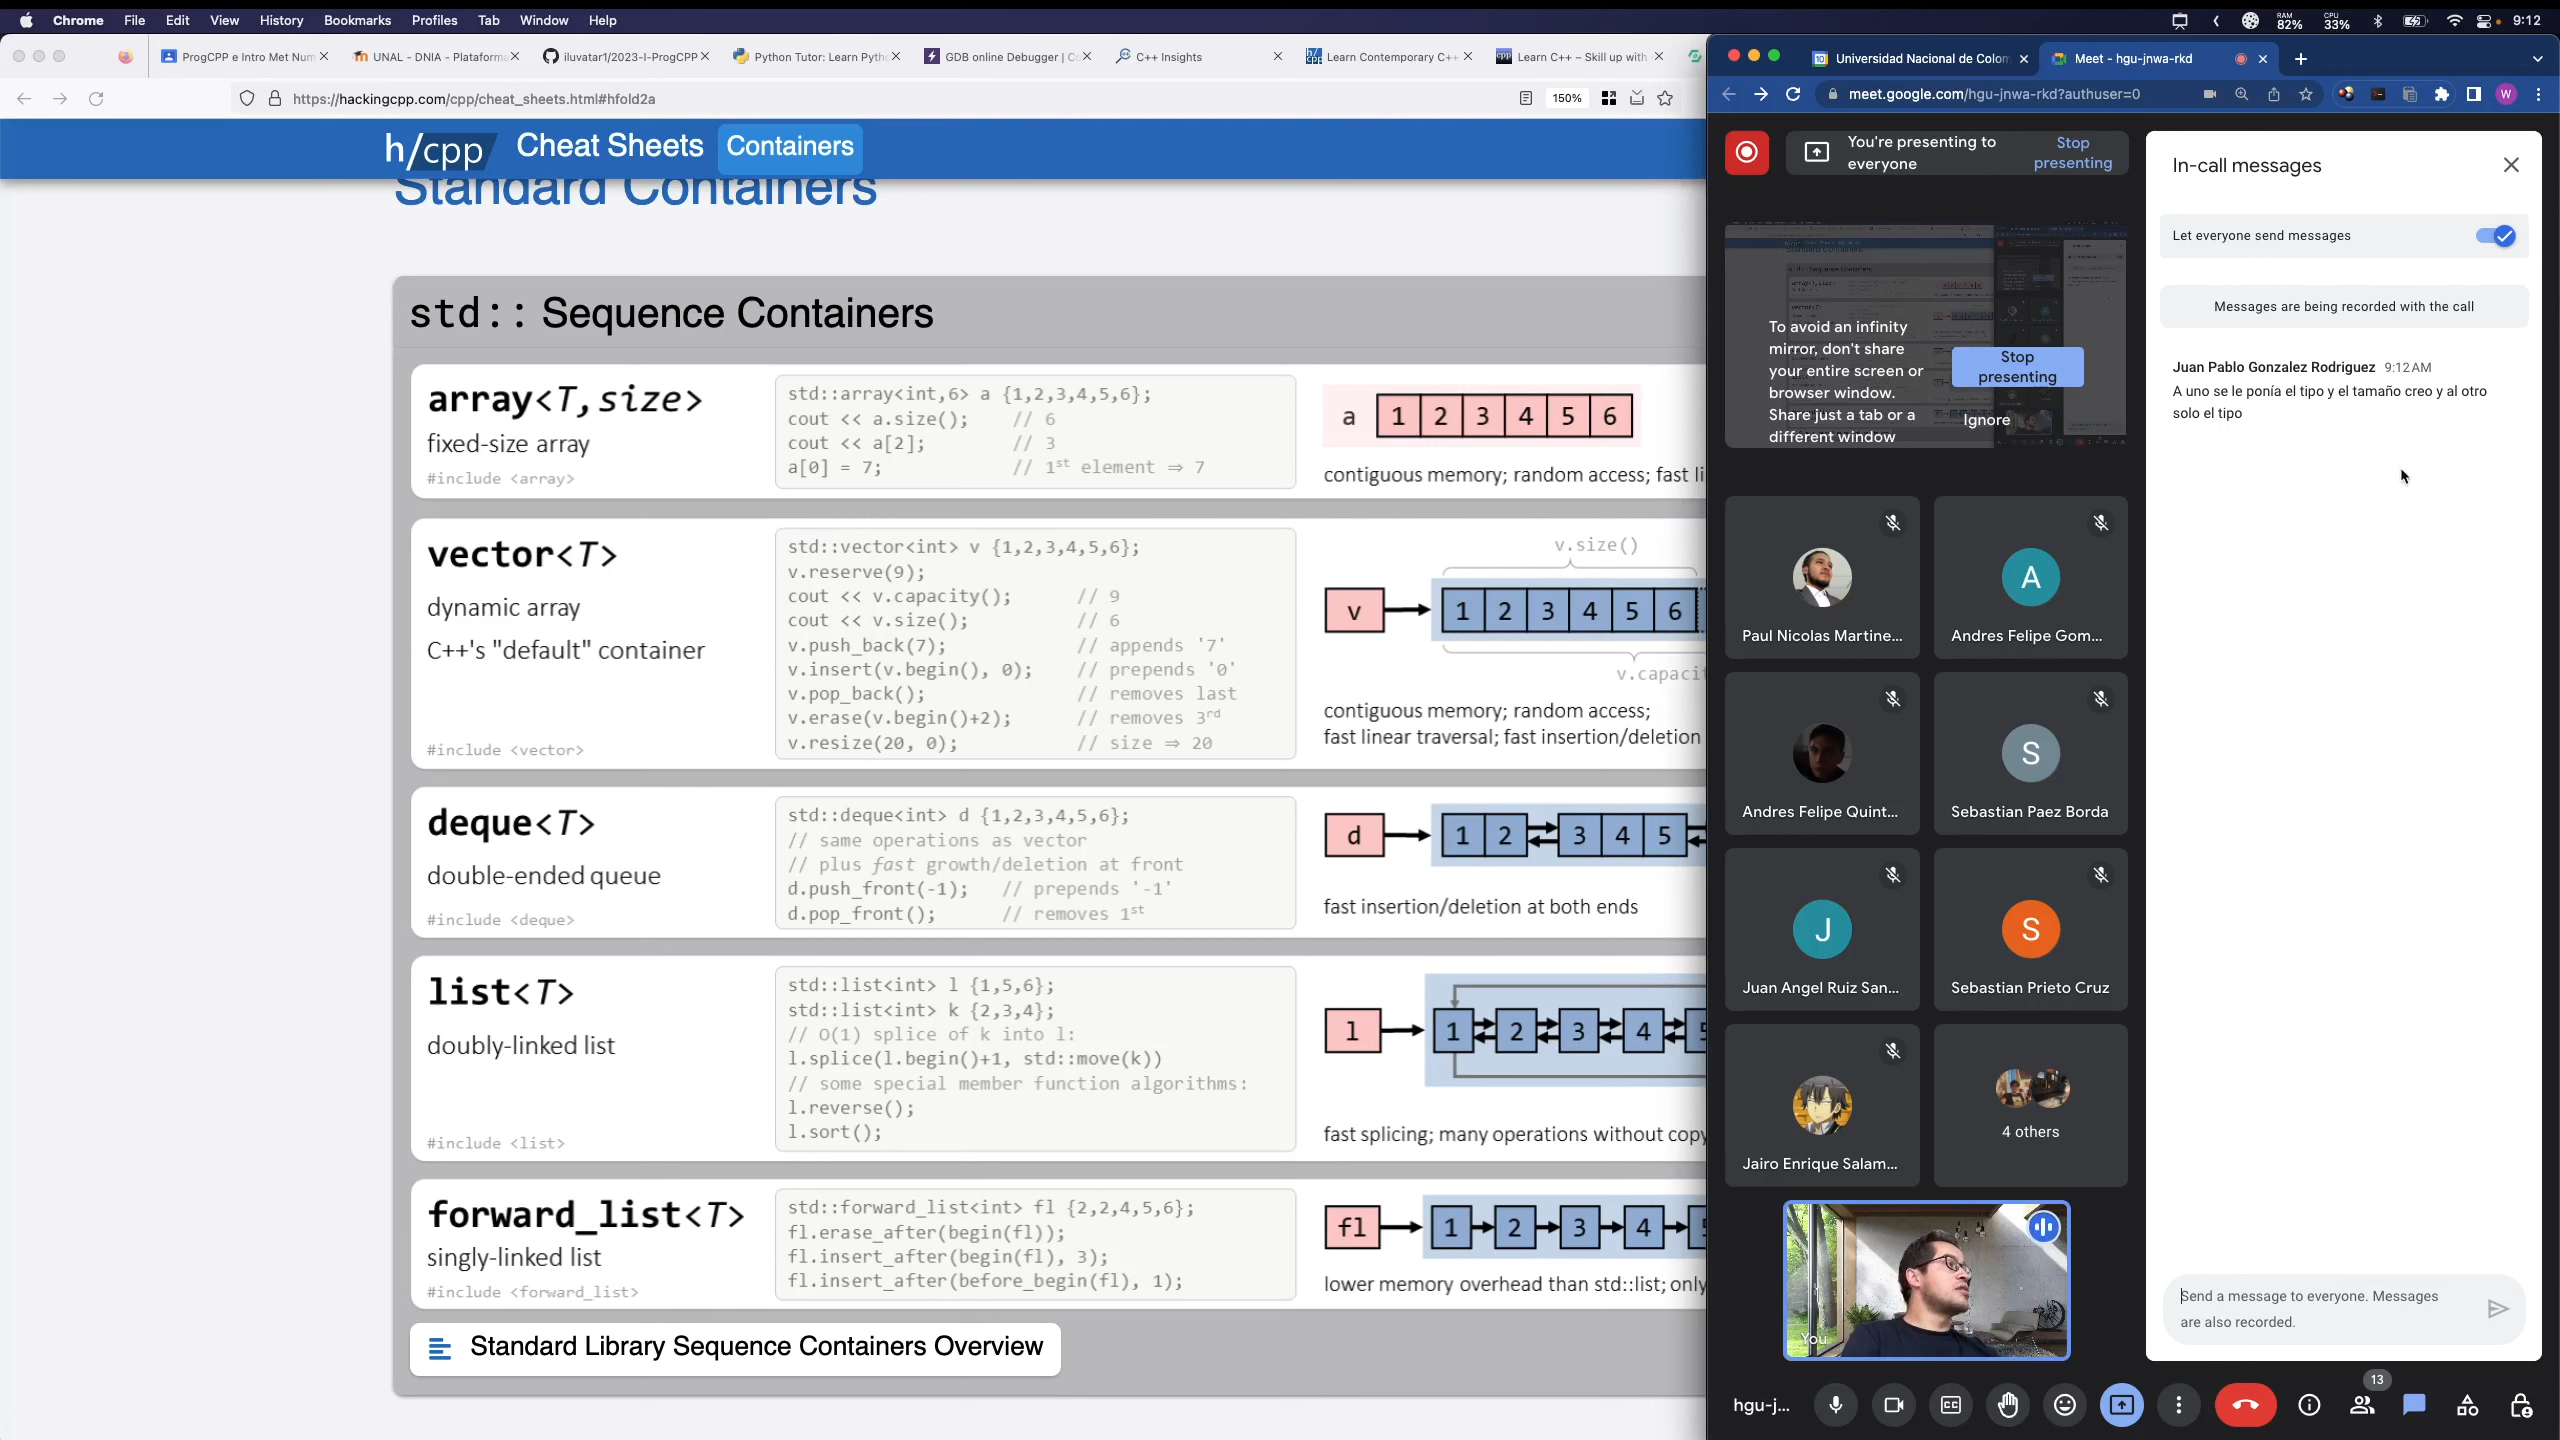 Chrome File Edit View History Bookmarks Profiles Tab Window Help
RAM 82% CPU 33% 9:12
ProgCPP e Intro Met Num
UNAL - DNIA - Plataforma
iluvatar1/2023-I-ProgCPP
Python Tutor: Learn Pytho
GDB online Debugger | Co
C++ Insights
Learn Contemporary C++
Learn C++ – Skill up with
https://hackingcpp.com/cpp/cheat_sheets.html#hfold2a
150%
h/cpp Cheat Sheets Containers
Standard Containers
std:: Sequence Containers
array<T, size>
fixed-size array
#include <array>
std::array<int,6> a {1,2,3,4,5,6};
cout << a.size(); // 6
cout << a[2]; // 3
a[0] = 7; // 1st element ⇒ 7
a 1 2 3 4 5 6
contiguous memory; random access; fast li
vector<T>
dynamic array
C++'s "default" container
#include <vector>
std::vector<int> v {1,2,3,4,5,6};
v.reserve(9);
cout << v.capacity(); // 9
cout << v.size(); // 6
v.push_back(7); // appends '7'
v.insert(v.begin(), 0); // prepends '0'
v.pop_back(); // removes last
v.erase(v.begin()+2); // removes 3rd
v.resize(20, 0); // size ⇒ 20
v.size()
v 1 2 3 4 5 6
v.capacit
contiguous memory; random access;
fast linear traversal; fast insertion/deletion
deque<T>
double-ended queue
#include <deque>
std::deque<int> d {1,2,3,4,5,6};
// same operations as vector
// plus fast growth/deletion at front
d.push_front(-1); // prepends '-1'
d.pop_front(); // removes 1st
d 1 2 3 4 5
fast insertion/deletion at both ends
list<T>
doubly-linked list
#include <list>
std::list<int> l {1,5,6};
std::list<int> k {2,3,4};
// O(1) splice of k into l:
l.splice(l.begin()+1, std::move(k))
// some special member function algorithms:
l.reverse();
l.sort();
l 1 2 3 4 5
fast splicing; many operations without copy
forward_list<T>
singly-linked list
#include <forward_list>
std::forward_list<int> fl {2,2,4,5,6};
fl.erase_after(begin(fl));
fl.insert_after(begin(fl), 3);
fl.insert_after(before_begin(fl), 1);
fl 1 2 3 4 5
lower memory overhead than std::list; only
Standard Library Sequence Containers Overview
Universidad Nacional de Colom
Meet - hgu-jnwa-rkd
meet.google.com/hgu-jnwa-rkd?authuser=0
W
You're presenting to
everyone
Stop
presenting
To avoid an infinity
mirror, don't share
your entire screen or
browser window.
Share just a tab or a
different window
Stop
presenting
Ignore
Paul Nicolas Martine...
A
Andres Felipe Gom...
Andres Felipe Quint...
S
Sebastian Paez Borda
J
Juan Angel Ruiz San...
S
Sebastian Prieto Cruz
Jairo Enrique Salam...
4 others
You
In-call messages
Let everyone send messages
Messages are being recorded with the call
Juan Pablo Gonzalez Rodriguez 9:12 AM
A uno se le ponía el tipo y el tamaño creo y al otro
solo el tipo
Send a message to everyone. Messages
are also recorded.
hgu-j...
13